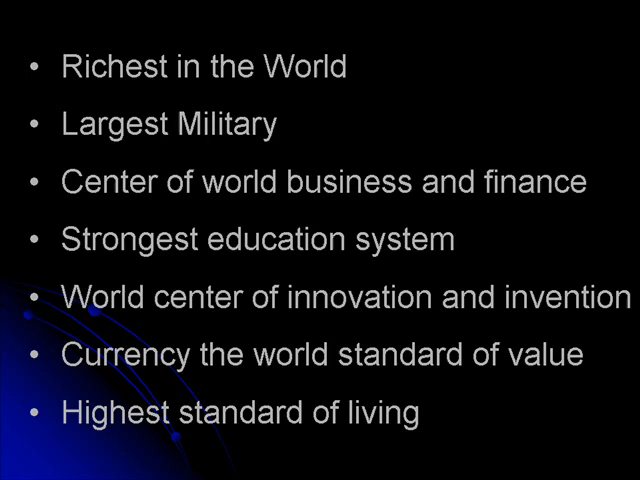 • Richest in the World
• Largest Military
• Center of world business and finance
• Strongest education system
• World center of innovation and invention
• Currency the world standard of value
• Highest standard of living